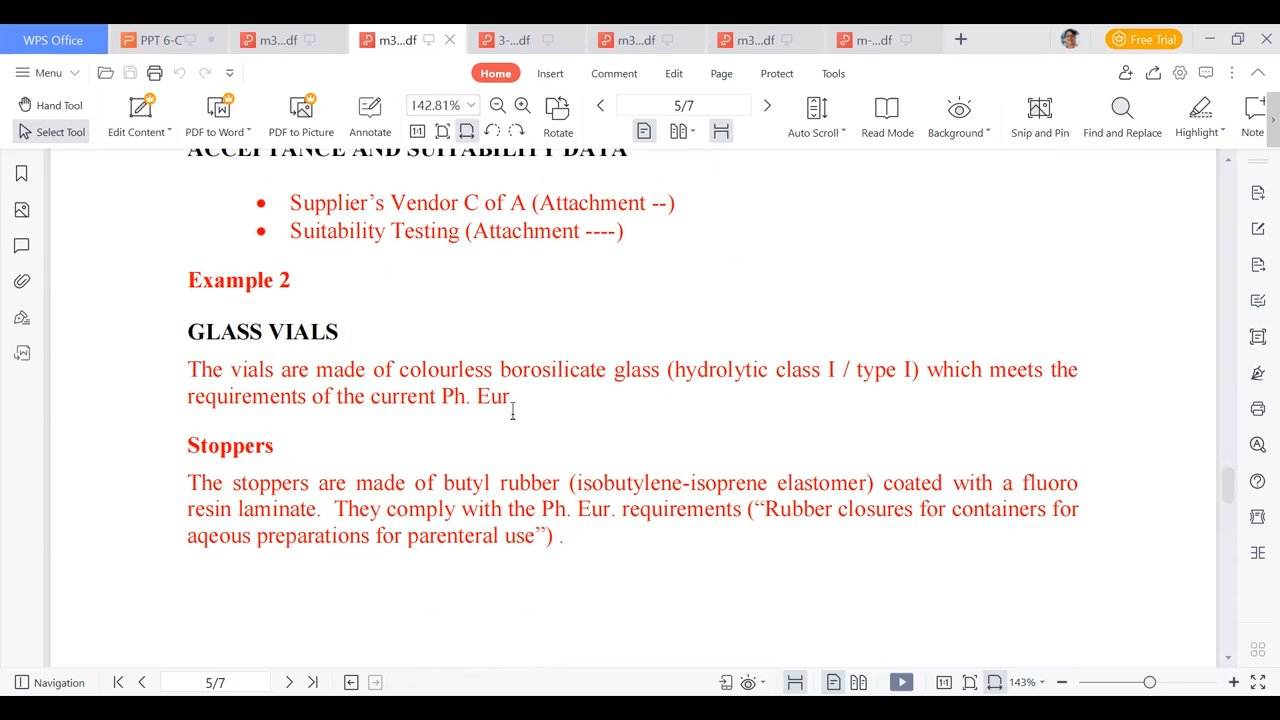 WPS Office
PPT 6-C
m3...df
m3...df
3-...df
m3...df
m3...df
m-...df
Free Trial
Menu
Home
Insert
Comment
Edit
Page
Protect
Tools
Hand Tool
Select Tool
Edit Content
PDF to Word
PDF to Picture
Annotate
142.81%
Rotate
5/7
Auto Scroll
Read Mode
Background
Snip and Pin
Find and Replace
Highlight
Note
ACCEPTANCE AND SUITABILITY DATA
• Supplier’s Vendor C of A (Attachment --)
• Suitability Testing (Attachment ----)
Example 2
GLASS VIALS
The vials are made of colourless borosilicate glass (hydrolytic class I / type I) which meets the
requirements of the current Ph. Eur.
Stoppers
The stoppers are made of butyl rubber (isobutylene-isoprene elastomer) coated with a fluoro
resin laminate. They comply with the Ph. Eur. requirements (“Rubber closures for containers for
aqeous preparations for parenteral use”) .
Navigation
5/7
143%